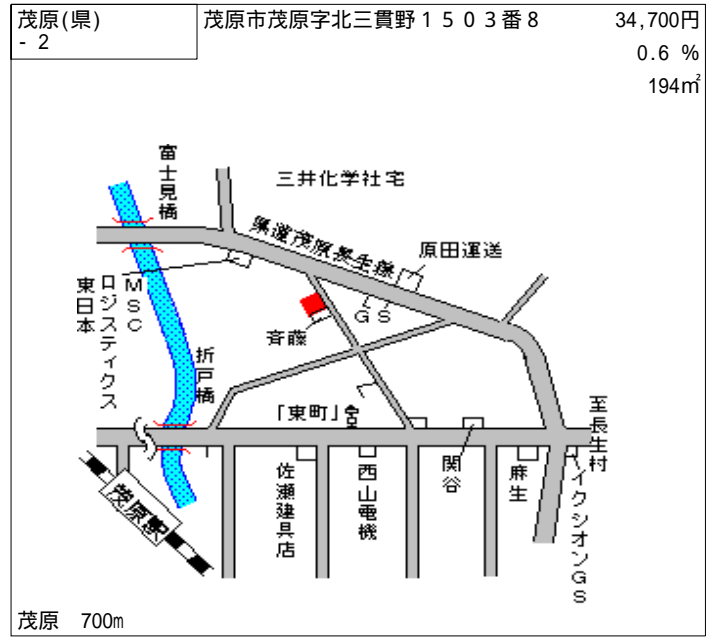 茂原(県)
- 2
茂原市茂原字北三貫野１５０３番８
34,700円
0.6 %
194㎡
富士見橋
三井化学社宅
県道茂原長生線
原田運送
MSC
ロジスティクス
東日本
GS
斉藤
折戸橋
「東町」
至長生村
茂原駅
佐瀬建具店
西山電機
関谷
麻生
イクシオンGS
茂原 700m